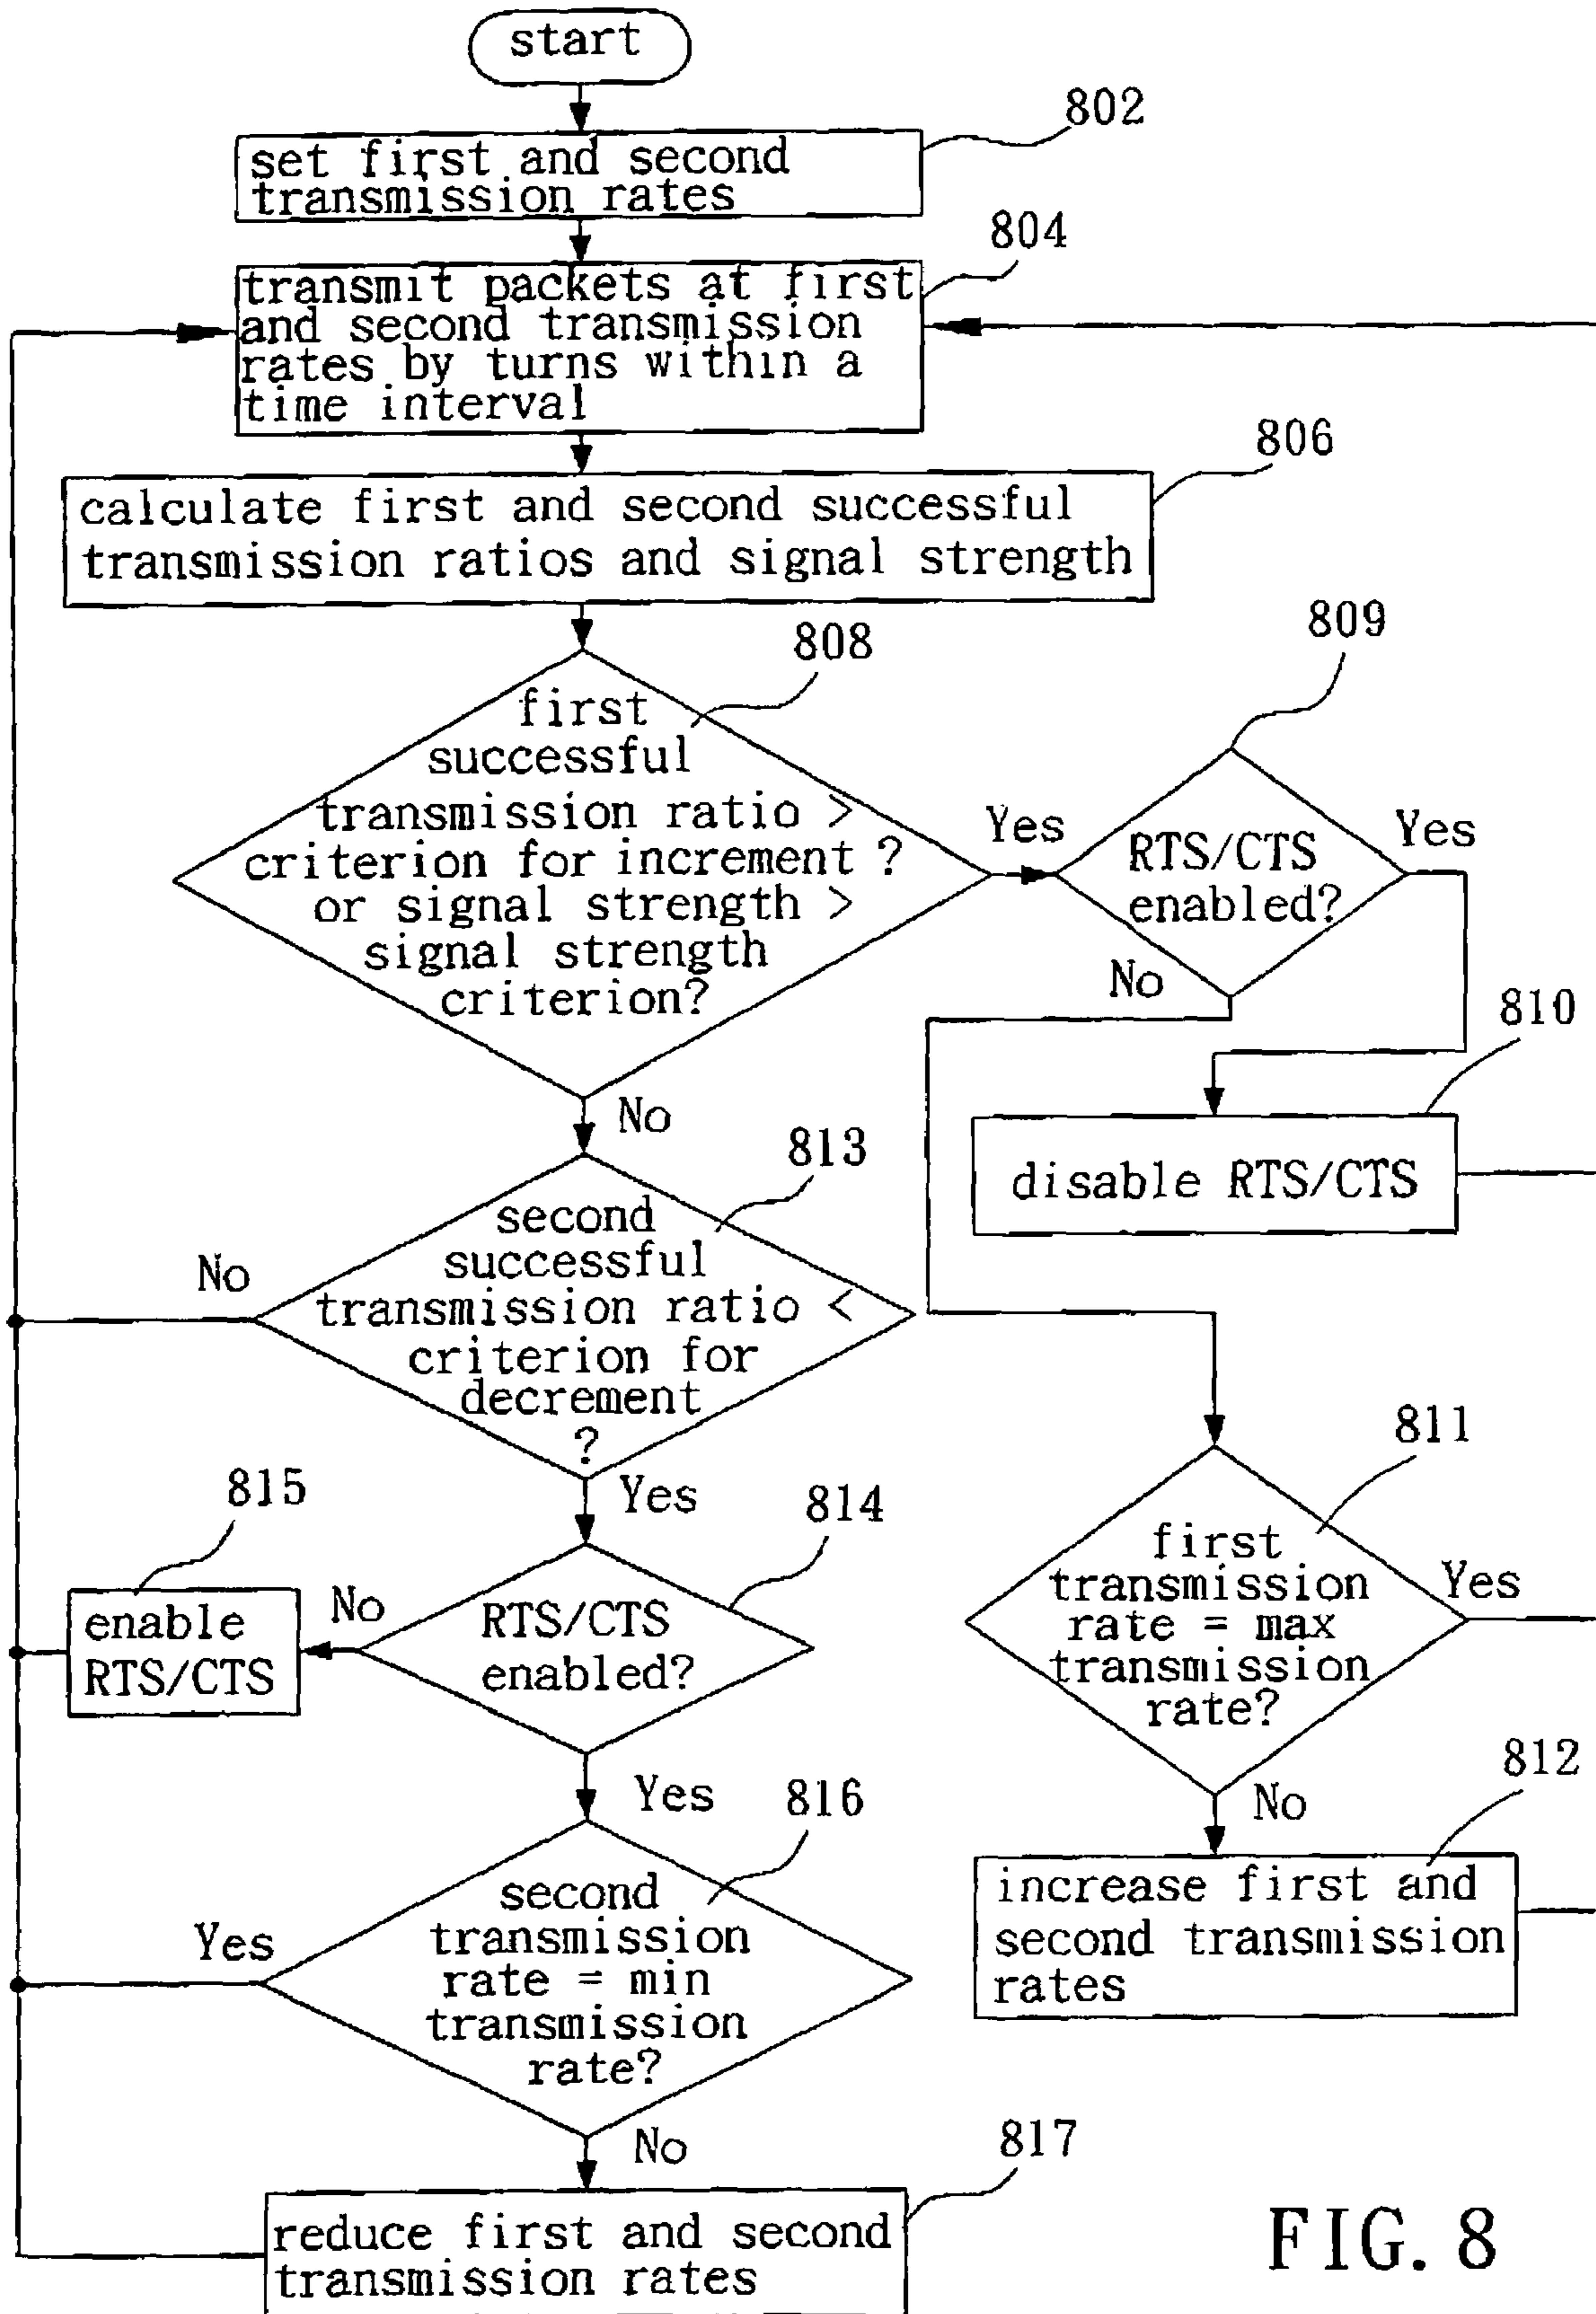 start
802
set first and second
transmission rates
804
transmit packets at first
and second transmission
rates by turns within a
time interval
806
calculate first and second successful
transmission ratios and signal strength
808
first
successful
transmission ratio >
criterion for increment ?
or signal strength >
signal strength
criterion?
Yes
809
RTS/CTS
enabled?
Yes
No
810
disable RTS/CTS
No
813
second
successful
transmission ratio <
criterion for
decrement
?
No
Yes
811
first
transmission
rate = max
transmission
rate?
Yes
No
812
increase first and
second transmission
rates
814
RTS/CTS
enabled?
No
815
enable
RTS/CTS
Yes
816
second
transmission
rate = min
transmission
rate?
Yes
No
817
reduce first and second
transmission rates
FIG. 8